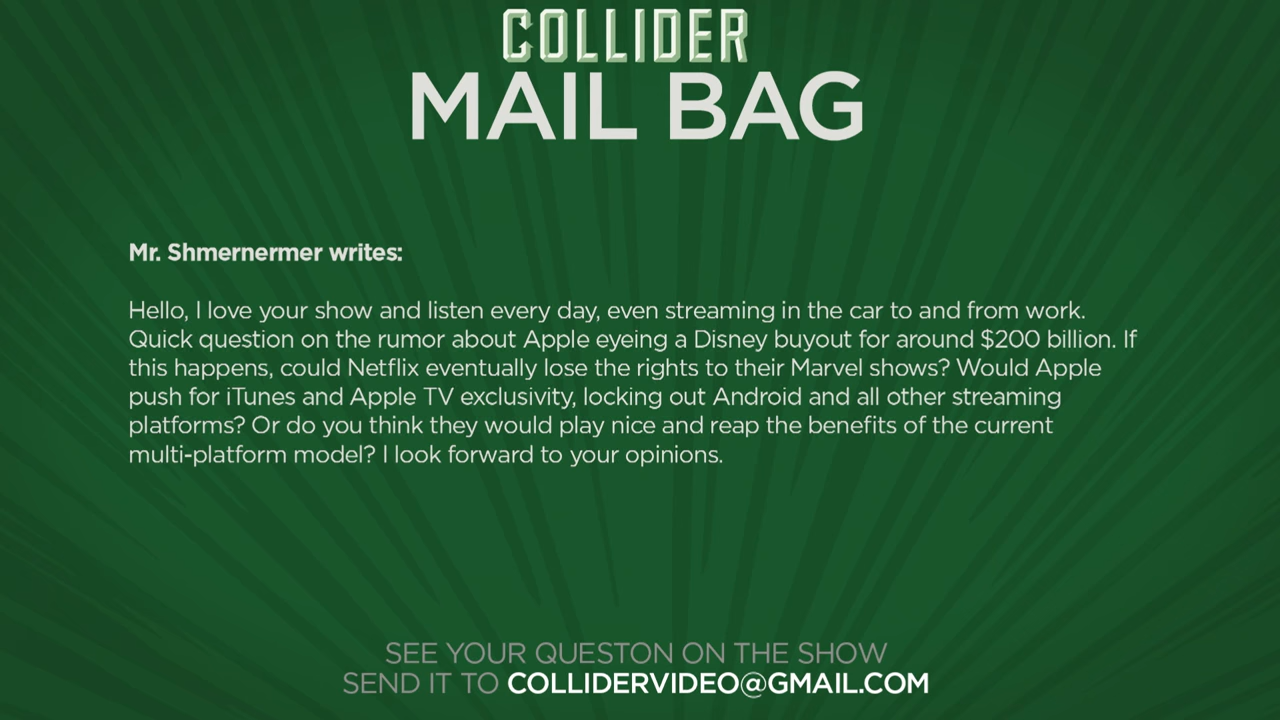 COLLIDER
MAIL BAG
Mr. Shmernermer writes:
Hello, I love your show and listen every day, even streaming in the car to and from work.
Quick question on the rumor about Apple eyeing a Disney buyout for around $200 billion. If
this happens, could Netflix eventually lose the rights to their Marvel shows? Would Apple
push for iTunes and Apple TV exclusivity, locking out Android and all other streaming
platforms? Or do you think they would play nice and reap the benefits of the current
multi-platform model? I look forward to your opinions.
SEE YOUR QUESTON ON THE SHOW
SEND IT TO COLLIDERVIDEO@GMAIL.COM